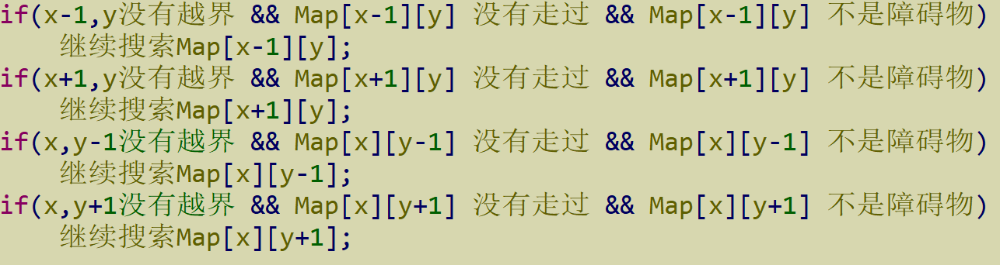 if(x-1,y没有越界 && Map[x-1][y] 没有走过 && Map[x-1][y] 不是障碍物)
    继续搜索Map[x-1][y];
if(x+1,y没有越界 && Map[x+1][y] 没有走过 && Map[x+1][y] 不是障碍物)
    继续搜索Map[x+1][y];
if(x,y-1没有越界 && Map[x][y-1] 没有走过 && Map[x][y-1] 不是障碍物)
    继续搜索Map[x][y-1];
if(x,y+1没有越界 && Map[x][y+1] 没有走过 && Map[x][y+1] 不是障碍物)
    继续搜索Map[x][y+1];